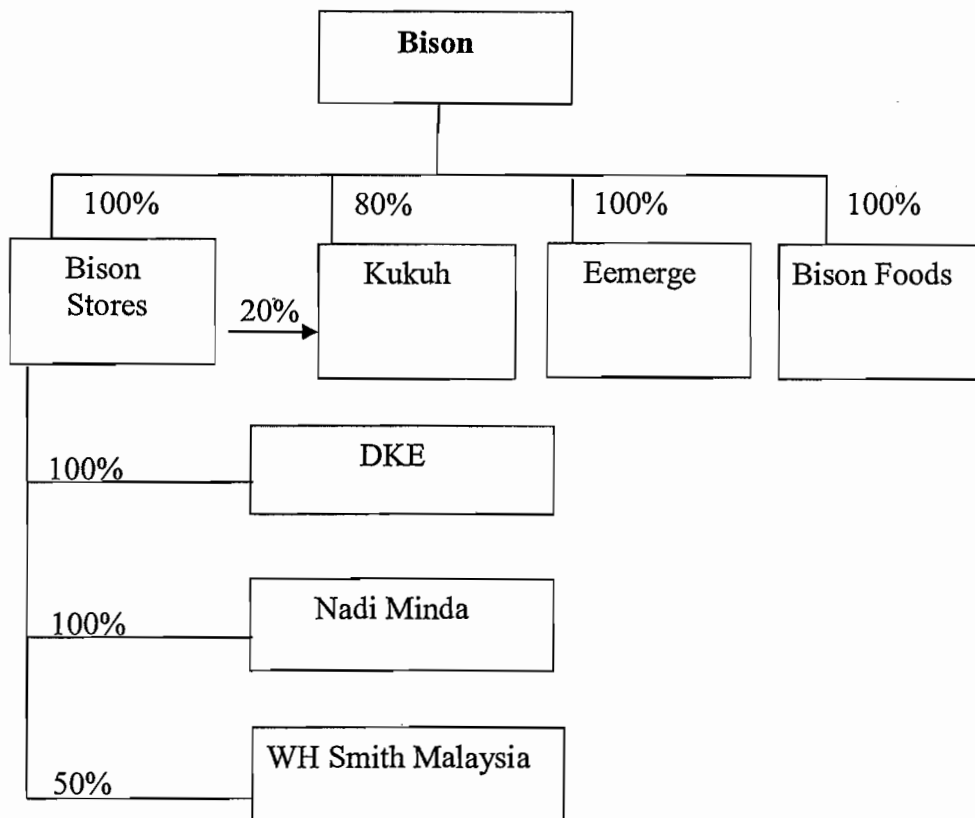 Bison
100%
80%
100%
100%
Bison
Stores
20%
Kukuh
Eemerge
Bison Foods
100%
DKE
100%
Nadi Minda
50%
WH Smith Malaysia